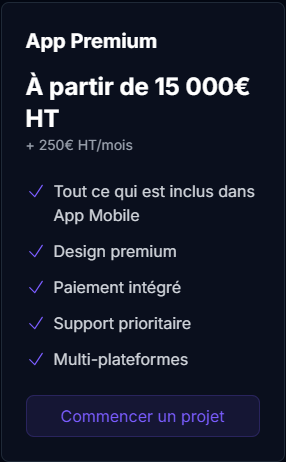 App Premium
À partir de 15 000€
HT
+ 250€ HT/mois
Tout ce qui est inclus dans
App Mobile
Design premium
Paiement intégré
Support prioritaire
Multi-plateformes
Commencer un projet